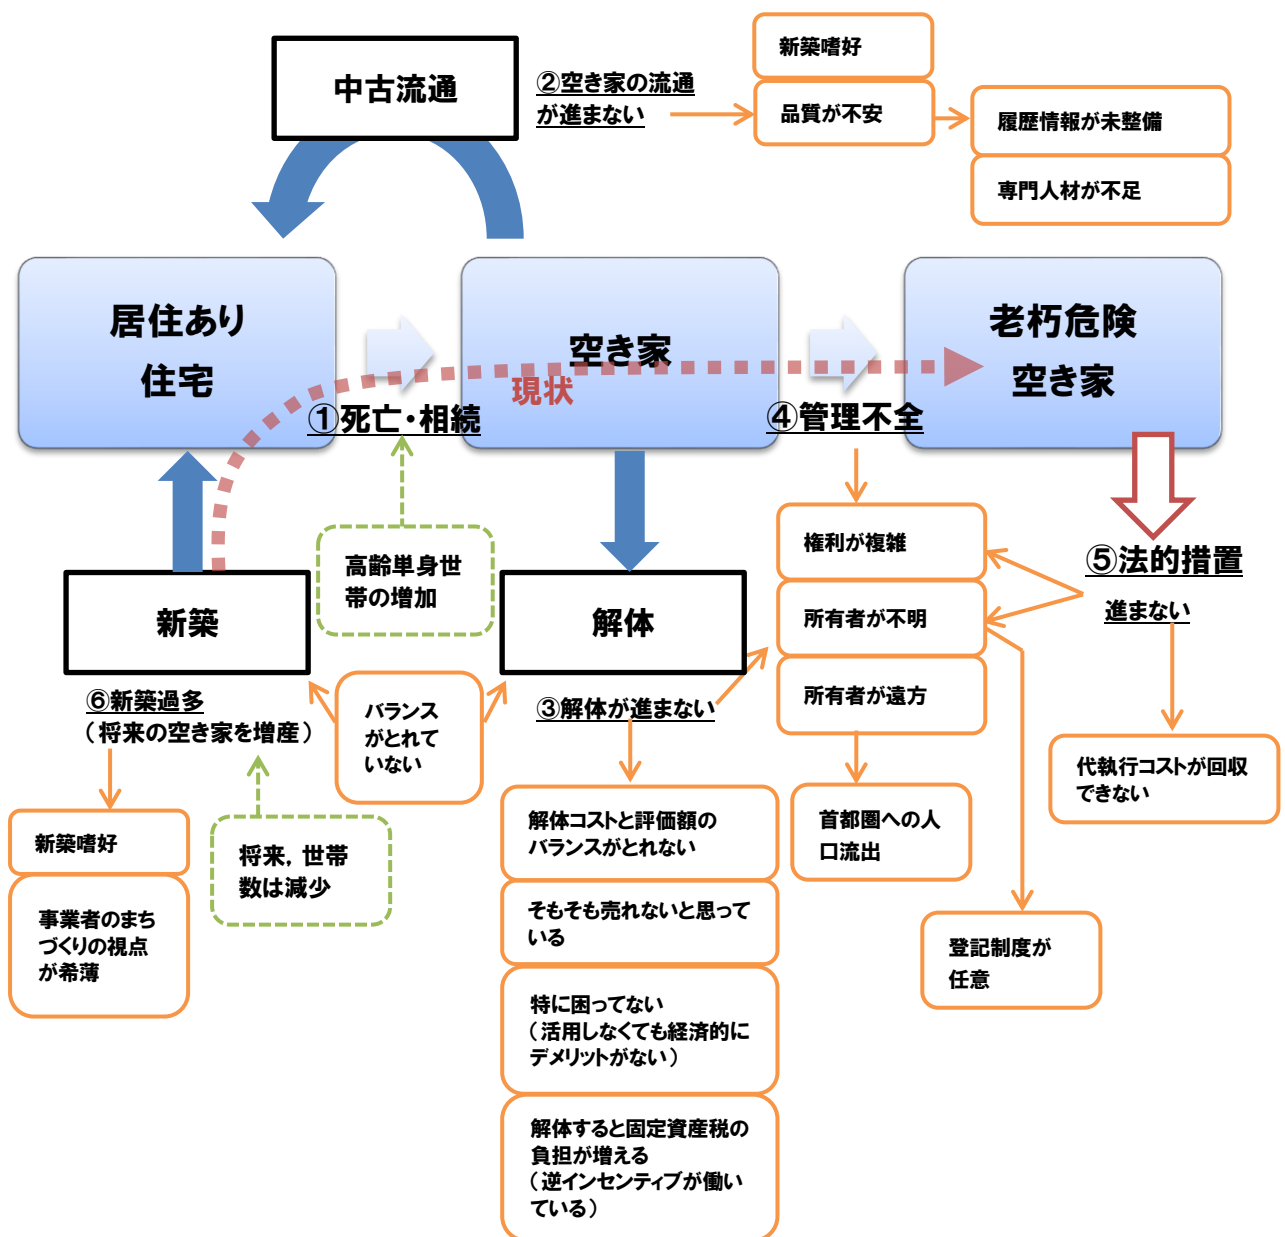 中古流通
②空き家の流通
が進まない
新築嗜好
品質が不安
履歴情報が未整備
専門人材が不足
居住あり
住宅
空き家
老朽危険
空き家
現状
①死亡・相続
④管理不全
高齢単身世
帯の増加
権利が複雑
所有者が不明
所有者が遠方
⑤法的措置
進まない
新築
解体
⑥新築過多
（将来の空き家を増産）
バランス
がとれて
いない
③解体が進まない
新築嗜好
事業者のまち
づくりの視点
が希薄
将来，世帯
数は減少
解体コストと評価額の
バランスがとれない
そもそも売れないと思って
いる
特に困ってない
（活用しなくても経済的に
デメリットがない）
解体すると固定資産税の
負担が増える
（逆インセンティブが働い
ている）
首都圏への人
口流出
代執行コストが回収
できない
登記制度が
任意